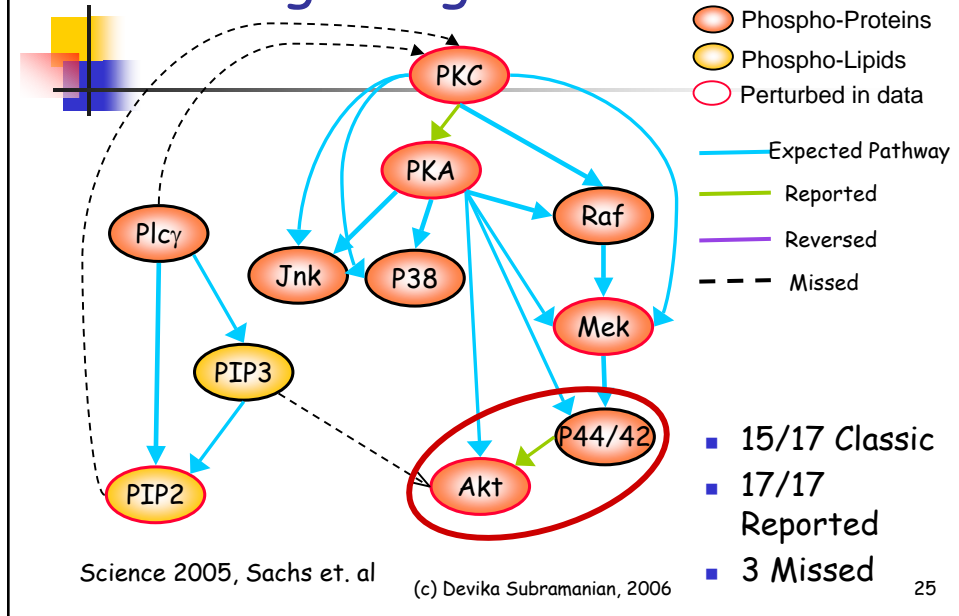 Phospho-Proteins
Phospho-Lipids
Perturbed in data
Expected Pathway
Reported
Reversed
Missed
PKC
PKA
Raf
Plcγ
Jnk
P38
Mek
PIP3
P44/42
Akt
PIP2
15/17 Classic
17/17
Reported
3 Missed
Science 2005, Sachs et. al
(c) Devika Subramanian, 2006
25